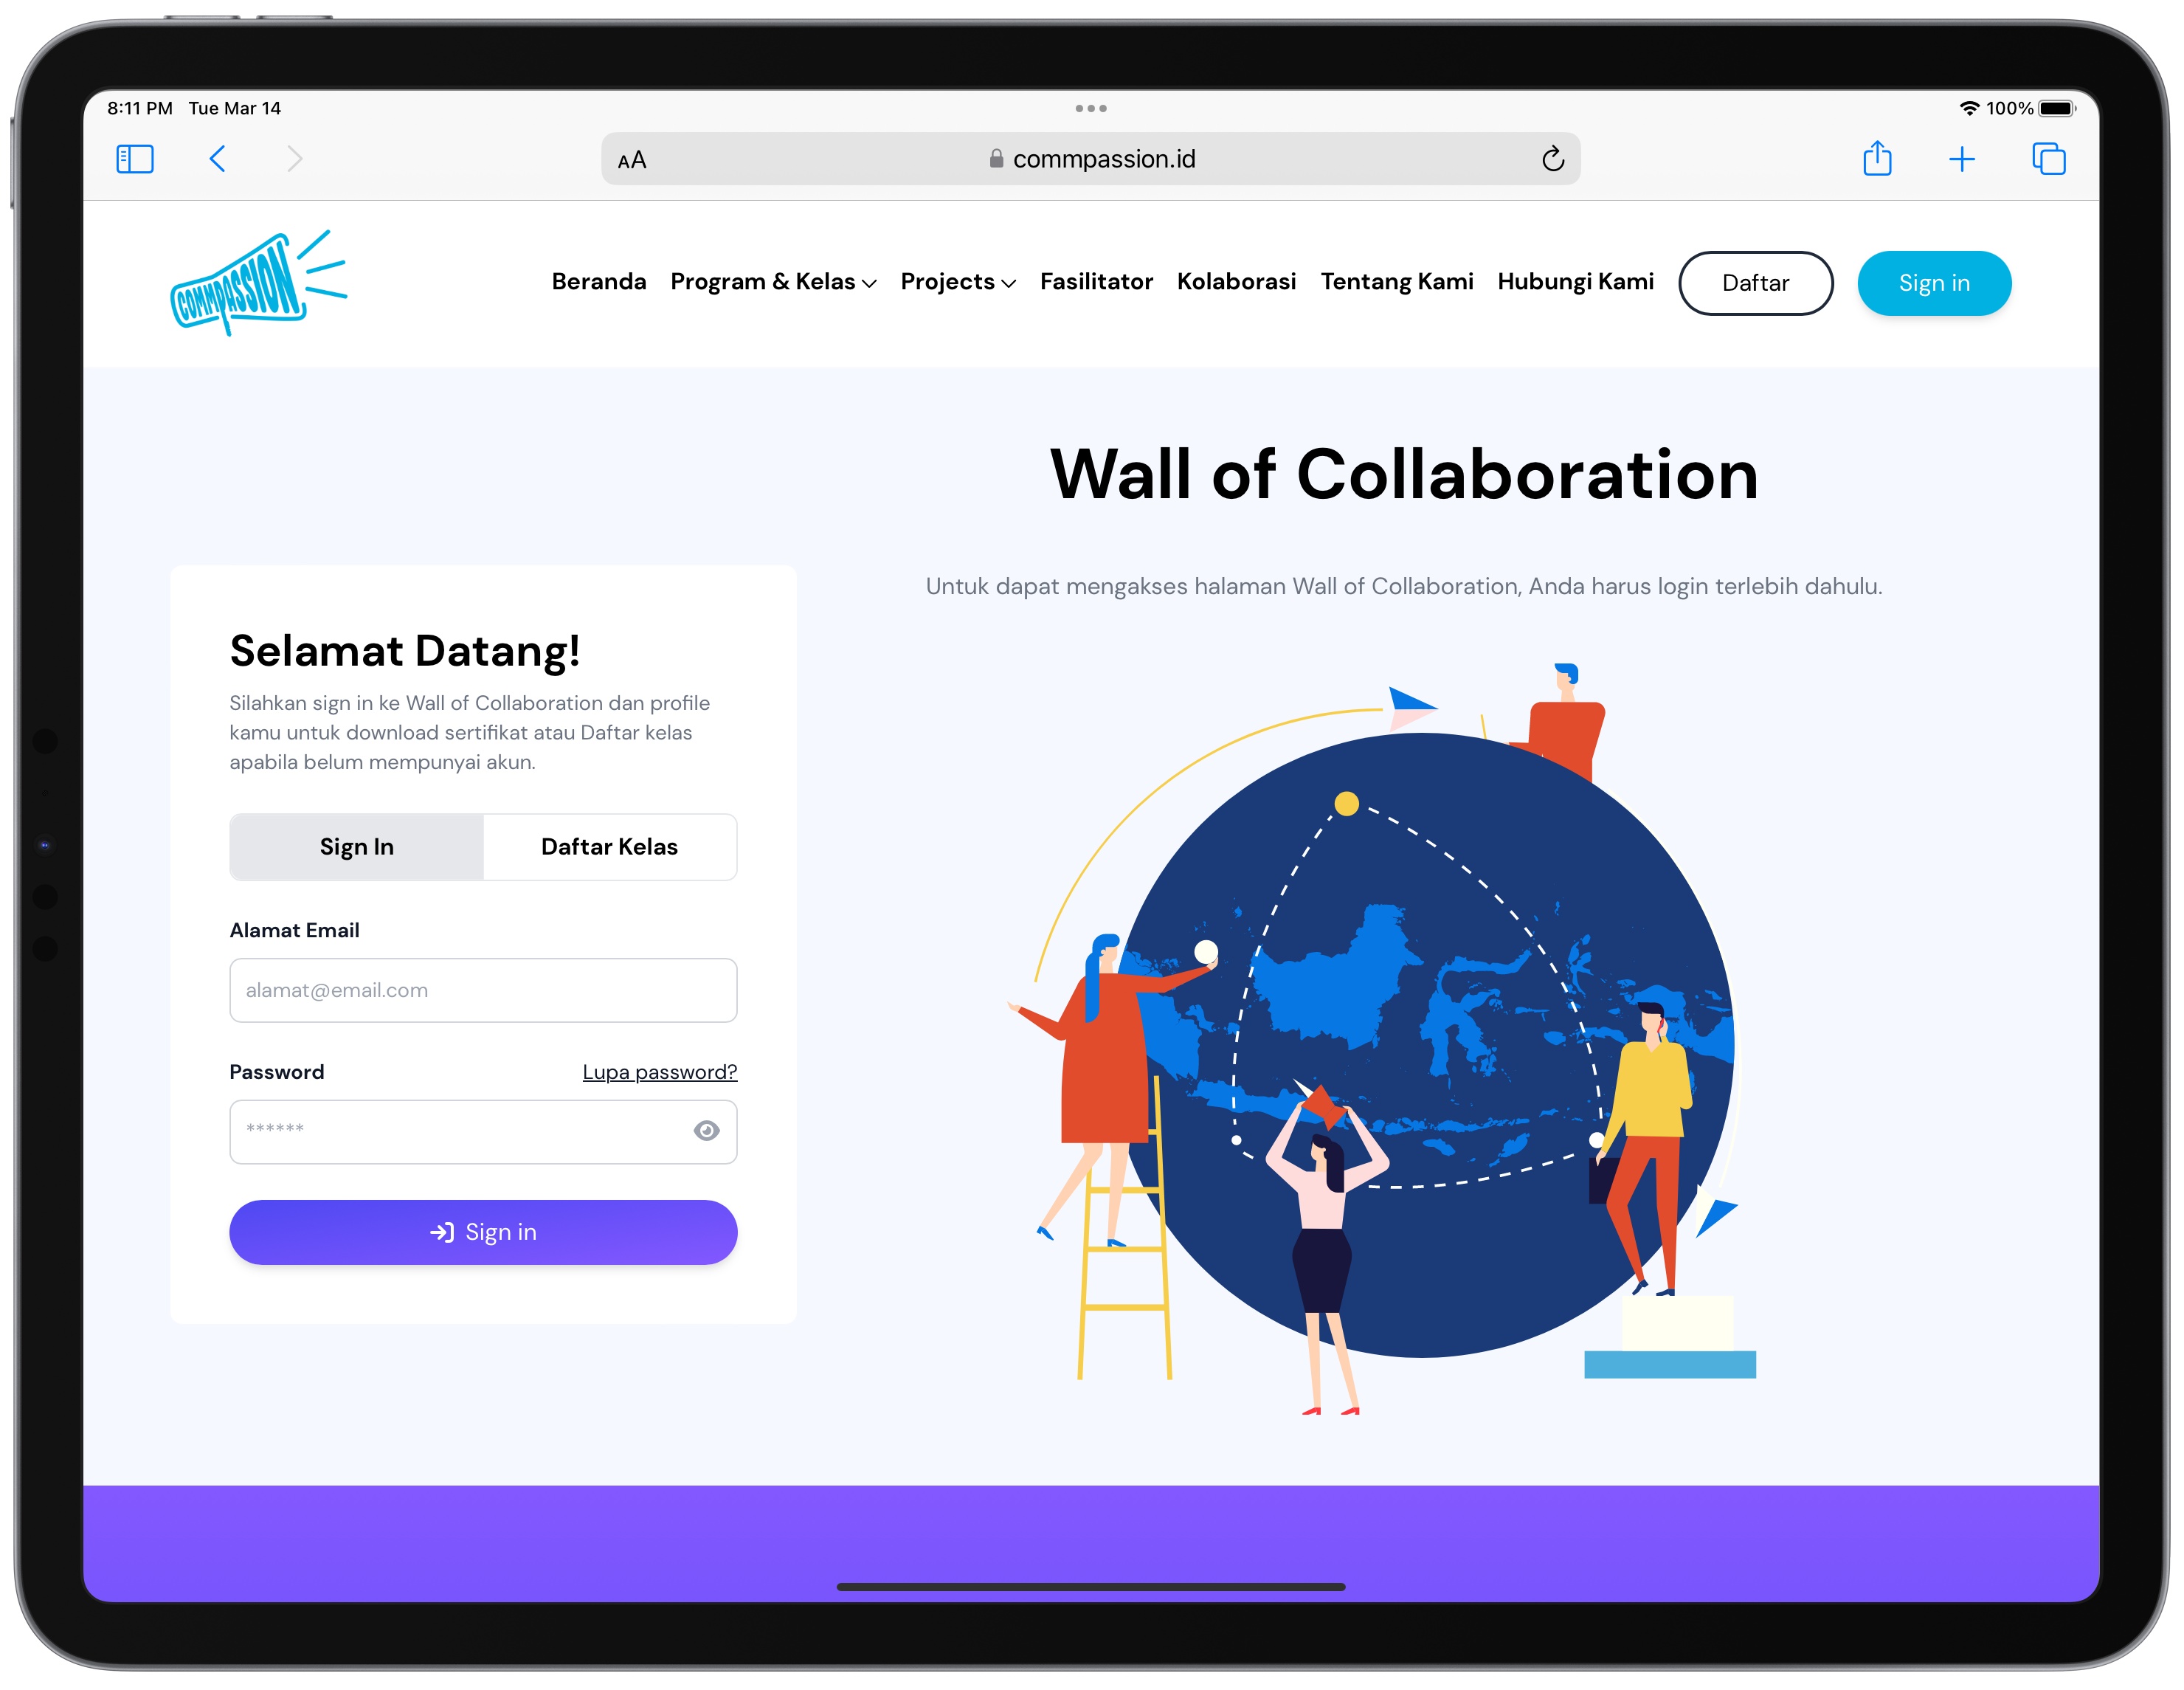 8:11 PM Tue Mar 14
100%
AA
commpassion.id
COMMPASSION
Beranda Program & Kelas Projects Fasilitator Kolaborasi Tentang Kami Hubungi Kami Daftar Sign in
Wall of Collaboration
Untuk dapat mengakses halaman Wall of Collaboration, Anda harus login terlebih dahulu.
Selamat Datang!
Silahkan sign in ke Wall of Collaboration dan profile
kamu untuk download sertifikat atau Daftar kelas
apabila belum mempunyai akun.
Sign In Daftar Kelas
Alamat Email
alamat@email.com
Password Lupa password?
******
Sign in